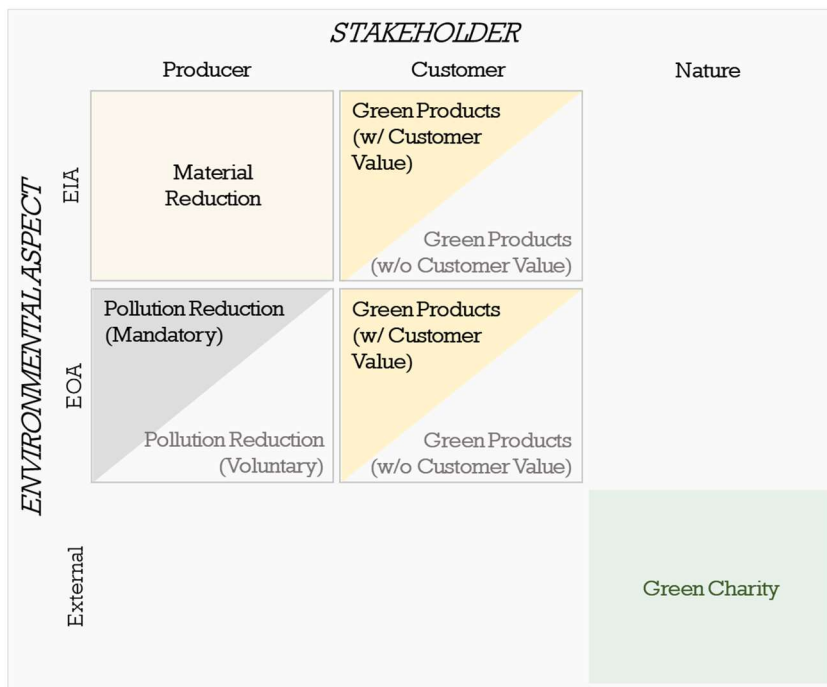 STAKEHOLDER
Producer Customer Nature
ENVIRONMENTAL ASPECT
EIA
Material
Reduction
Green Products
(w/ Customer
Value)
Green Products
(w/o Customer Value)
EOA
Pollution Reduction
(Mandatory)
Pollution Reduction
(Voluntary)
Green Products
(w/ Customer
Value)
Green Products
(w/o Customer Value)
External
Green Charity